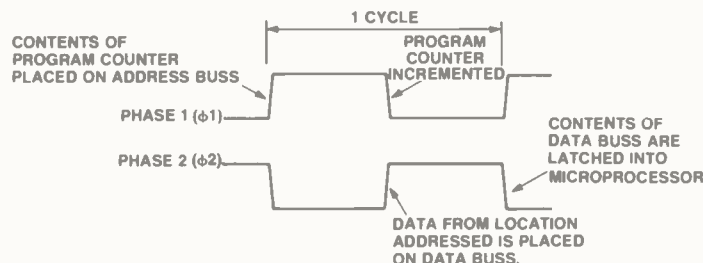 1 CYCLE
CONTENTS OF
PROGRAM COUNTER
PLACED ON ADDRESS BUSS
PROGRAM
COUNTER
INCREMENTED
PHASE 1 (ϕ1)
PHASE 2 (ϕ2)
CONTENTS OF
DATA BUSS ARE
LATCHED INTO
MICROPROCESSOR
DATA FROM LOCATION
ADDRESSED IS PLACED
ON DATA BUSS.